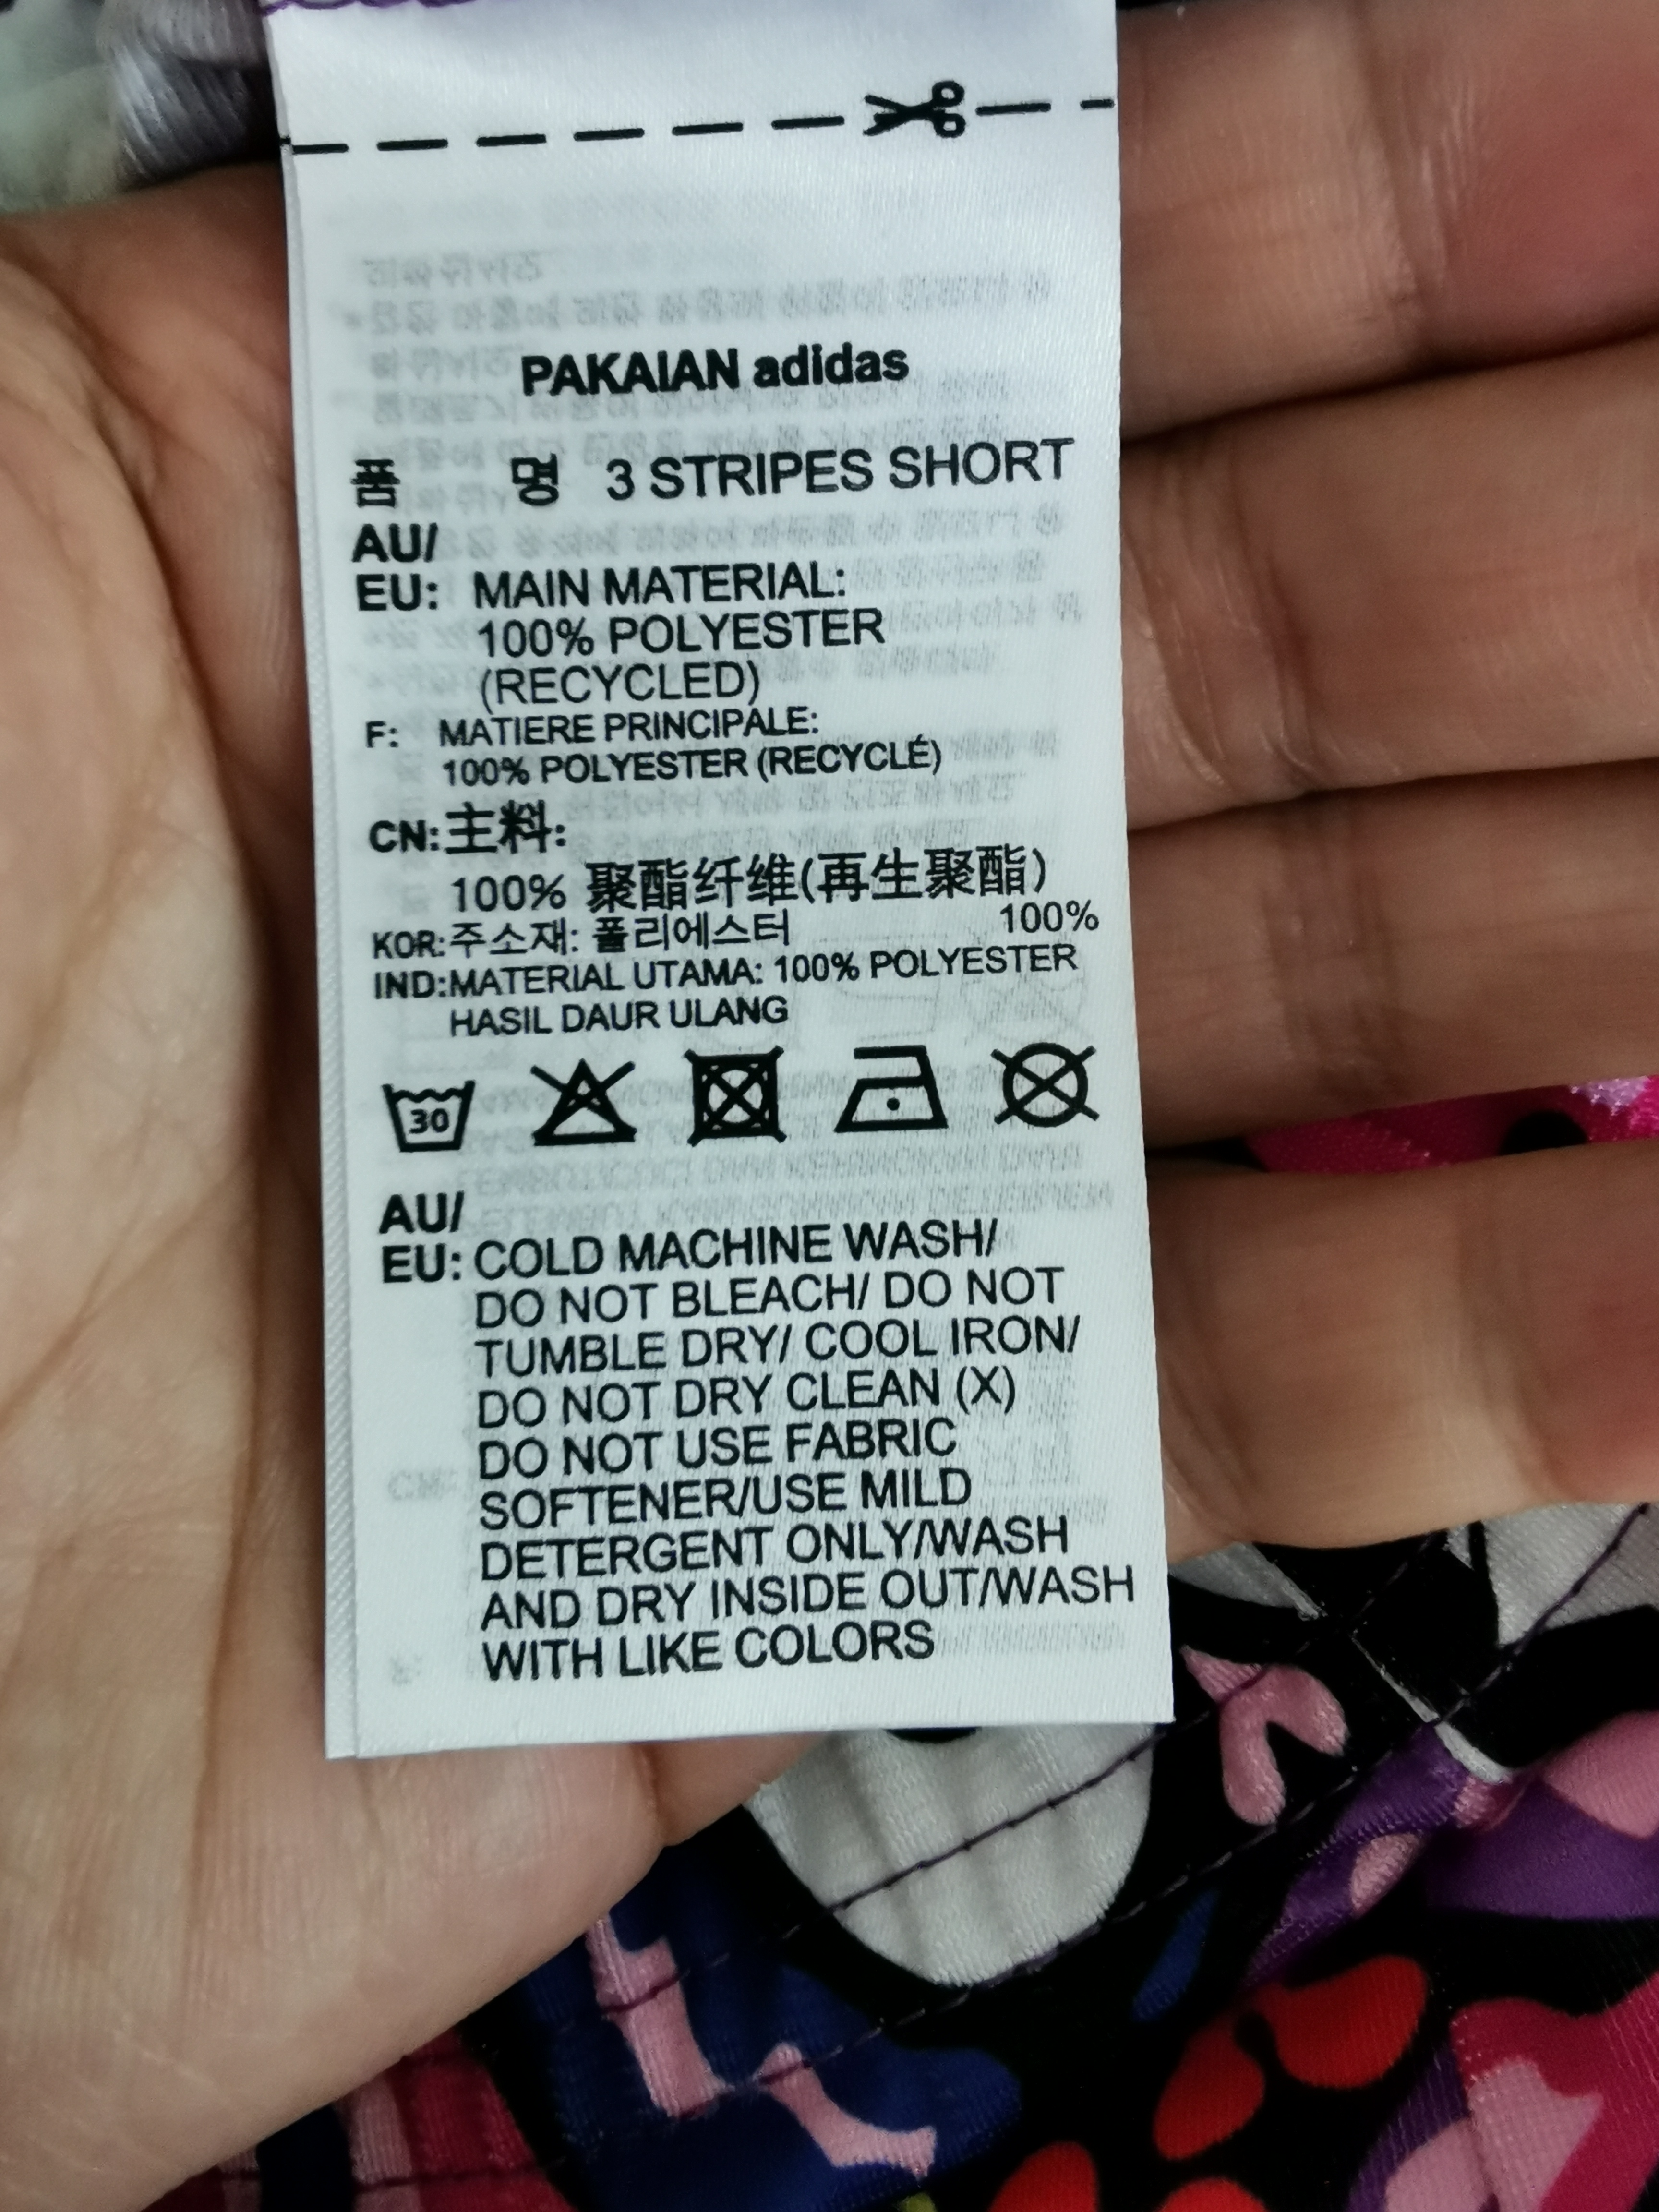 PAKAIAN adidas
품 명 3 STRIPES SHORT
AU/
EU: MAIN MATERIAL:
100% POLYESTER
(RECYCLED)
F: MATIERE PRINCIPALE:
100% POLYESTER (RECYCLÉ)
CN:主料:
100% 聚酯纤维(再生聚酯)
KOR:주소재: 폴리에스터 100%
IND:MATERIAL UTAMA: 100% POLYESTER
HASIL DAUR ULANG
30
AU/
EU: COLD MACHINE WASH/
DO NOT BLEACH/ DO NOT
TUMBLE DRY/ COOL IRON/
DO NOT DRY CLEAN (X)
DO NOT USE FABRIC
SOFTENER/USE MILD
DETERGENT ONLY/WASH
AND DRY INSIDE OUT/WASH
WITH LIKE COLORS